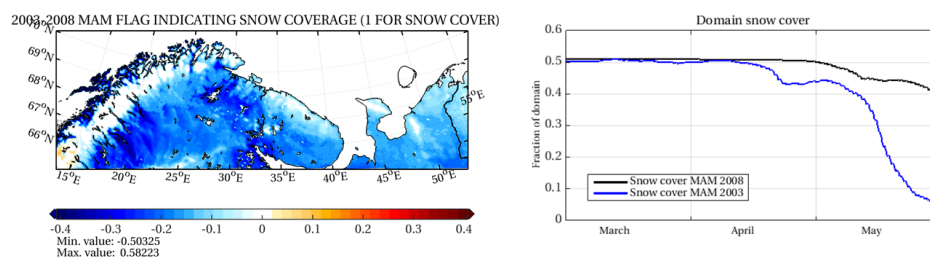 2003-2008 MAM FLAG INDICATING SNOW COVERAGE (1 FOR SNOW COVER)
70°N
69°N
68°N
67°N
66°N
15°E 20°E 25°E 30°E 35°E 40°E 45°E 50°E
55°E
-0.4 -0.3 -0.2 -0.1 0 0.1 0.2 0.3 0.4
Min. value: -0.50325
Max. value: 0.58223
Domain snow cover
Fraction of domain
0.6
0.5
0.4
0.3
0.2
0.1
0
Snow cover MAM 2008
Snow cover MAM 2003
March April May